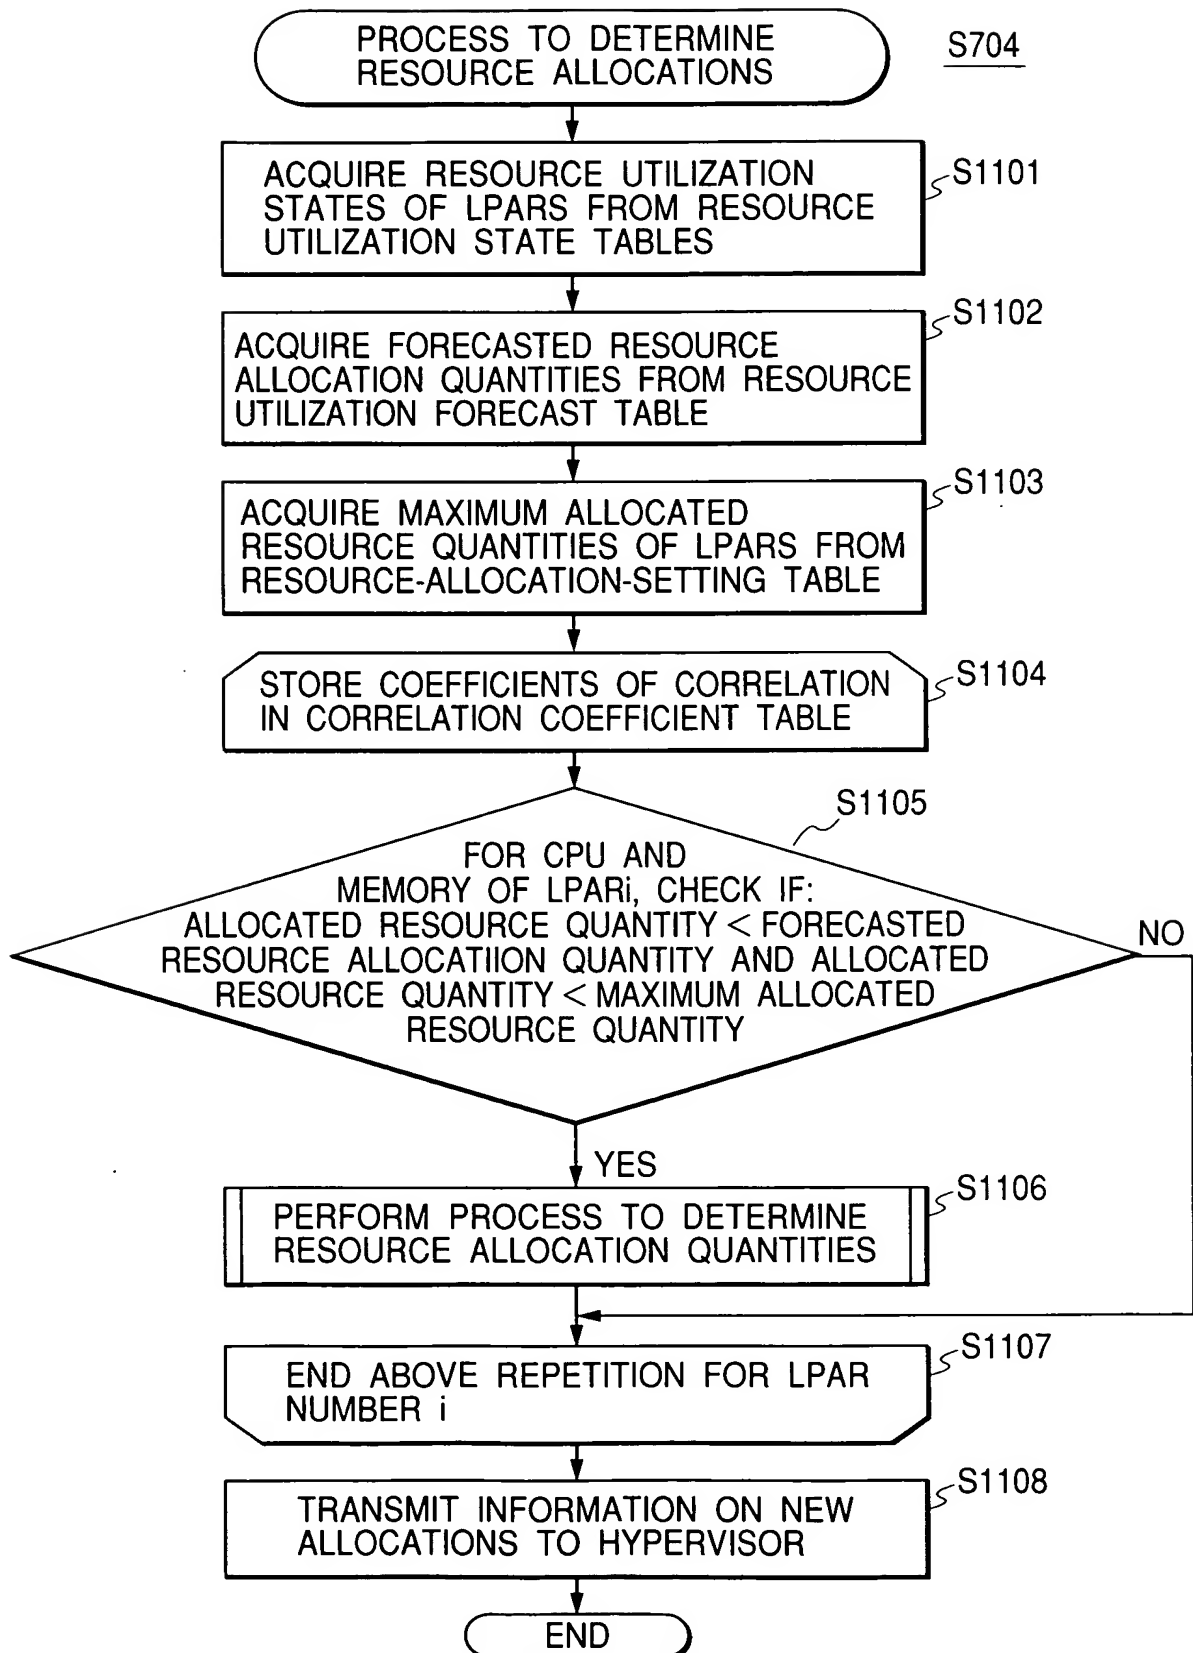 PROCESS TO DETERMINE
RESOURCE ALLOCATIONS
S704
ACQUIRE RESOURCE UTILIZATION
STATES OF LPARS FROM RESOURCE
UTILIZATION STATE TABLES
S1101
ACQUIRE FORECASTED RESOURCE
ALLOCATION QUANTITIES FROM RESOURCE
UTILIZATION FORECAST TABLE
S1102
ACQUIRE MAXIMUM ALLOCATED
RESOURCE QUANTITIES OF LPARS FROM
RESOURCE-ALLOCATION-SETTING TABLE
S1103
STORE COEFFICIENTS OF CORRELATION
IN CORRELATION COEFFICIENT TABLE
S1104
S1105
FOR CPU AND
MEMORY OF LPARi, CHECK IF:
ALLOCATED RESOURCE QUANTITY < FORECASTED
RESOURCE ALLOCATIION QUANTITY AND ALLOCATED
RESOURCE QUANTITY < MAXIMUM ALLOCATED
RESOURCE QUANTITY
NO
YES
PERFORM PROCESS TO DETERMINE
RESOURCE ALLOCATION QUANTITIES
S1106
END ABOVE REPETITION FOR LPAR
NUMBER i
S1107
TRANSMIT INFORMATION ON NEW
ALLOCATIONS TO HYPERVISOR
S1108
END